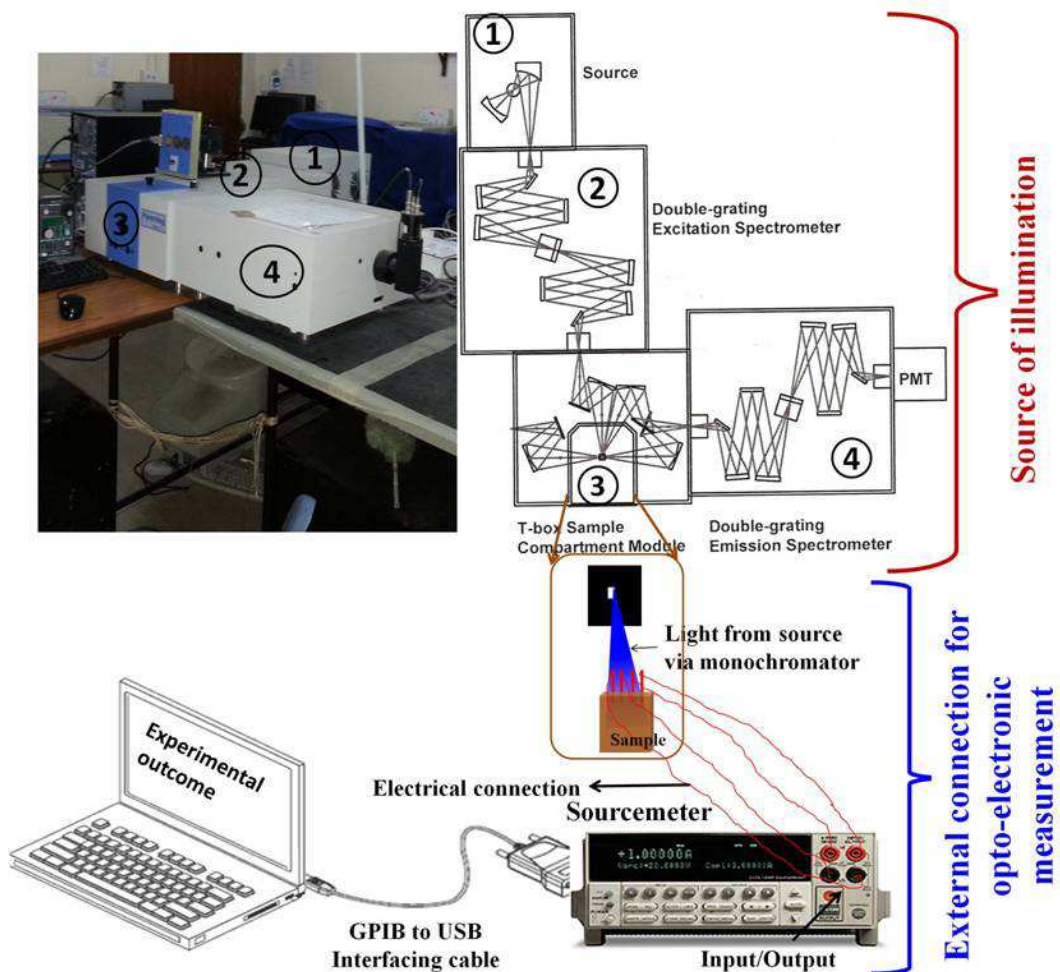 1
Source
2
Double-grating
Excitation Spectrometer
1
2
3
4
PMT
4
3
T-box Sample
Compartment Module
Double-grating
Emission Spectrometer
Source of illumination
Light from source
via monochromator
Sample
Electrical connection
Sourcemeter
Experimental
outcome
+1.00000A
GPIB to USB
Interfacing cable
Input/Output
External connection for
opto-electronic
measurement